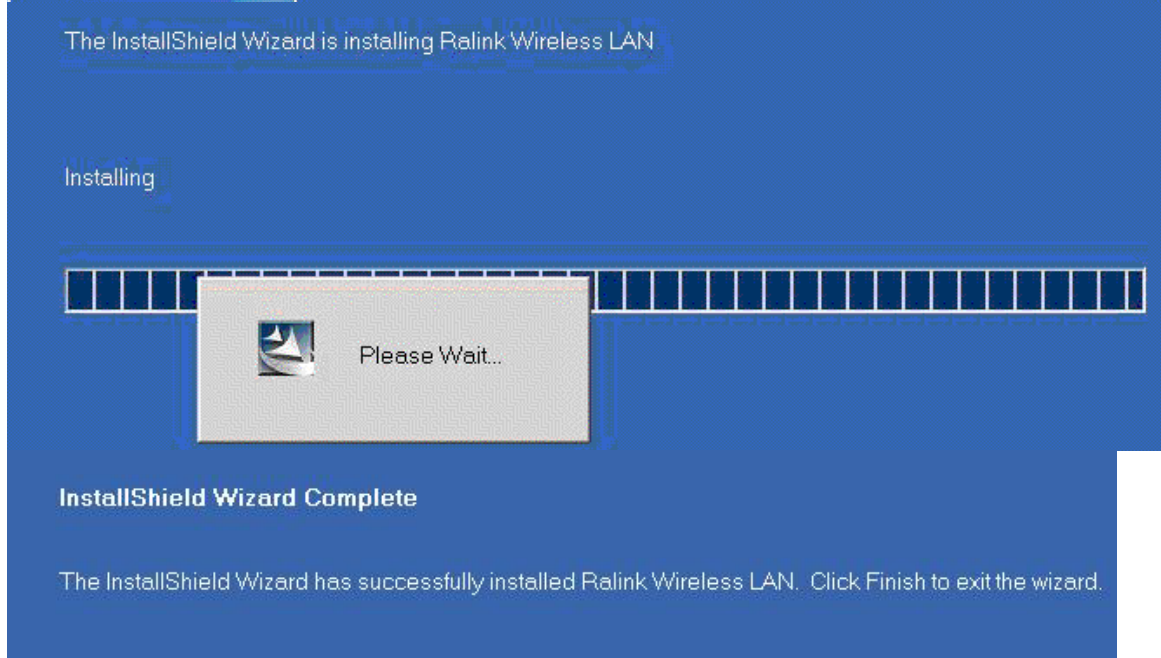 The InstallShield Wizard is installing Ralink Wireless LAN
Installing
Please Wait...
InstallShield Wizard Complete
The InstallShield Wizard has successfully installed Ralink Wireless LAN. Click Finish to exit the wizard.